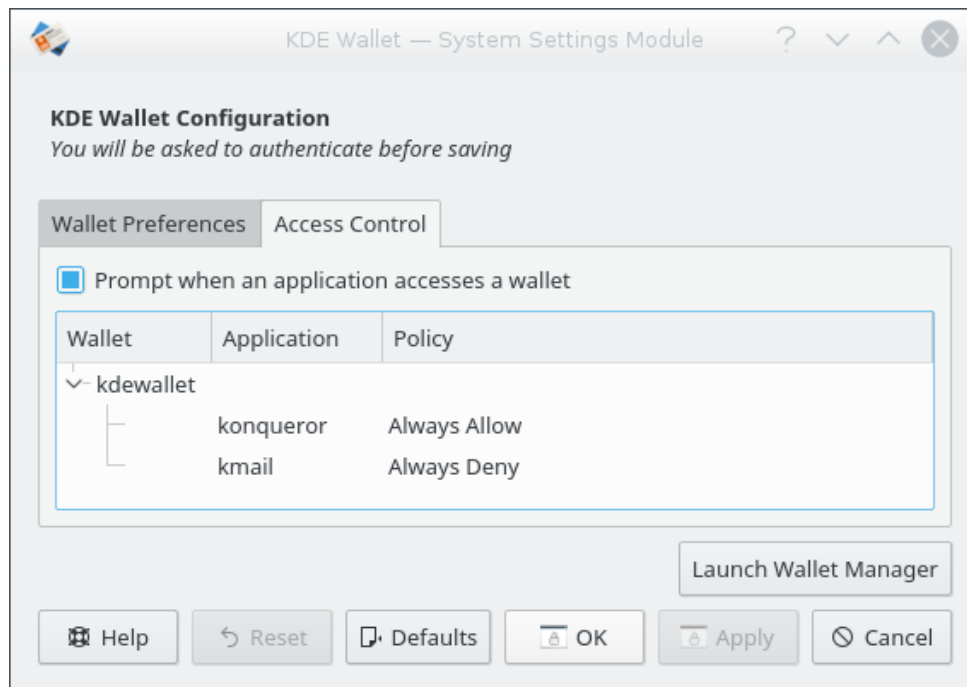 KDE Wallet — System Settings Module
KDE Wallet Configuration
You will be asked to authenticate before saving
Wallet Preferences Access Control
Prompt when an application accesses a wallet
Wallet Application Policy
kdewallet
konqueror Always Allow
kmail Always Deny
Launch Wallet Manager
Help Reset Defaults OK Apply Cancel